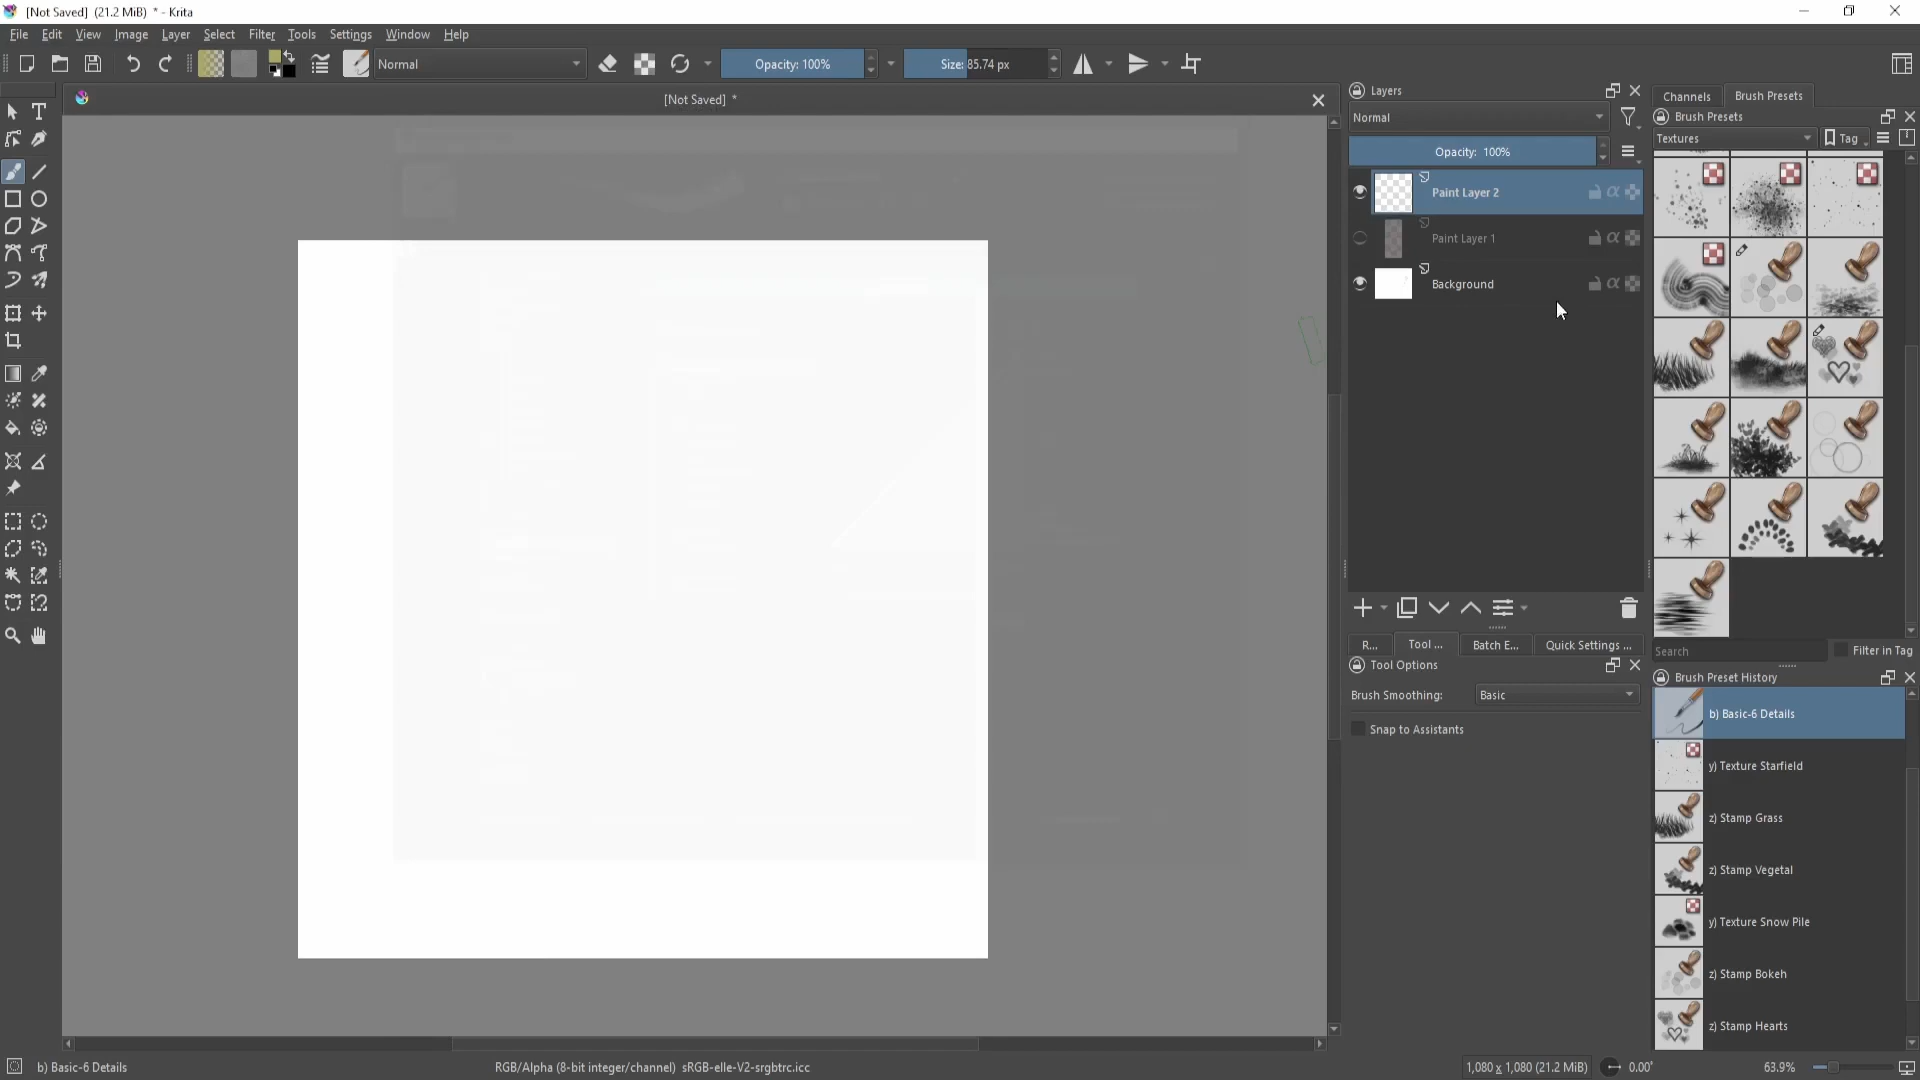 [Not Saved] (21.2 MiB) * - Krita
File Edit View Image Layer Select Filter Tools Settings Window Help
Normal
Opacity: 100%
Size: 85.74 px
[Not Saved] *
Layers
Normal
Opacity: 100%
Paint Layer 2
Paint Layer 1
Background
R... Tool ... Batch E... Quick Settings ...
Tool Options
Brush Smoothing: Basic
Snap to Assistants
Channels Brush Presets
Brush Presets
Textures Tag
Search Filter in Tag
Brush Preset History
b) Basic-6 Details
y) Texture Starfield
z) Stamp Grass
z) Stamp Vegetal
y) Texture Snow Pile
z) Stamp Bokeh
z) Stamp Hearts
b) Basic-6 Details
RGB/Alpha (8-bit integer/channel) sRGB-elle-V2-srgbtrc.icc
1,080 x 1,080 (21.2 MiB)
0.00°
63.9%